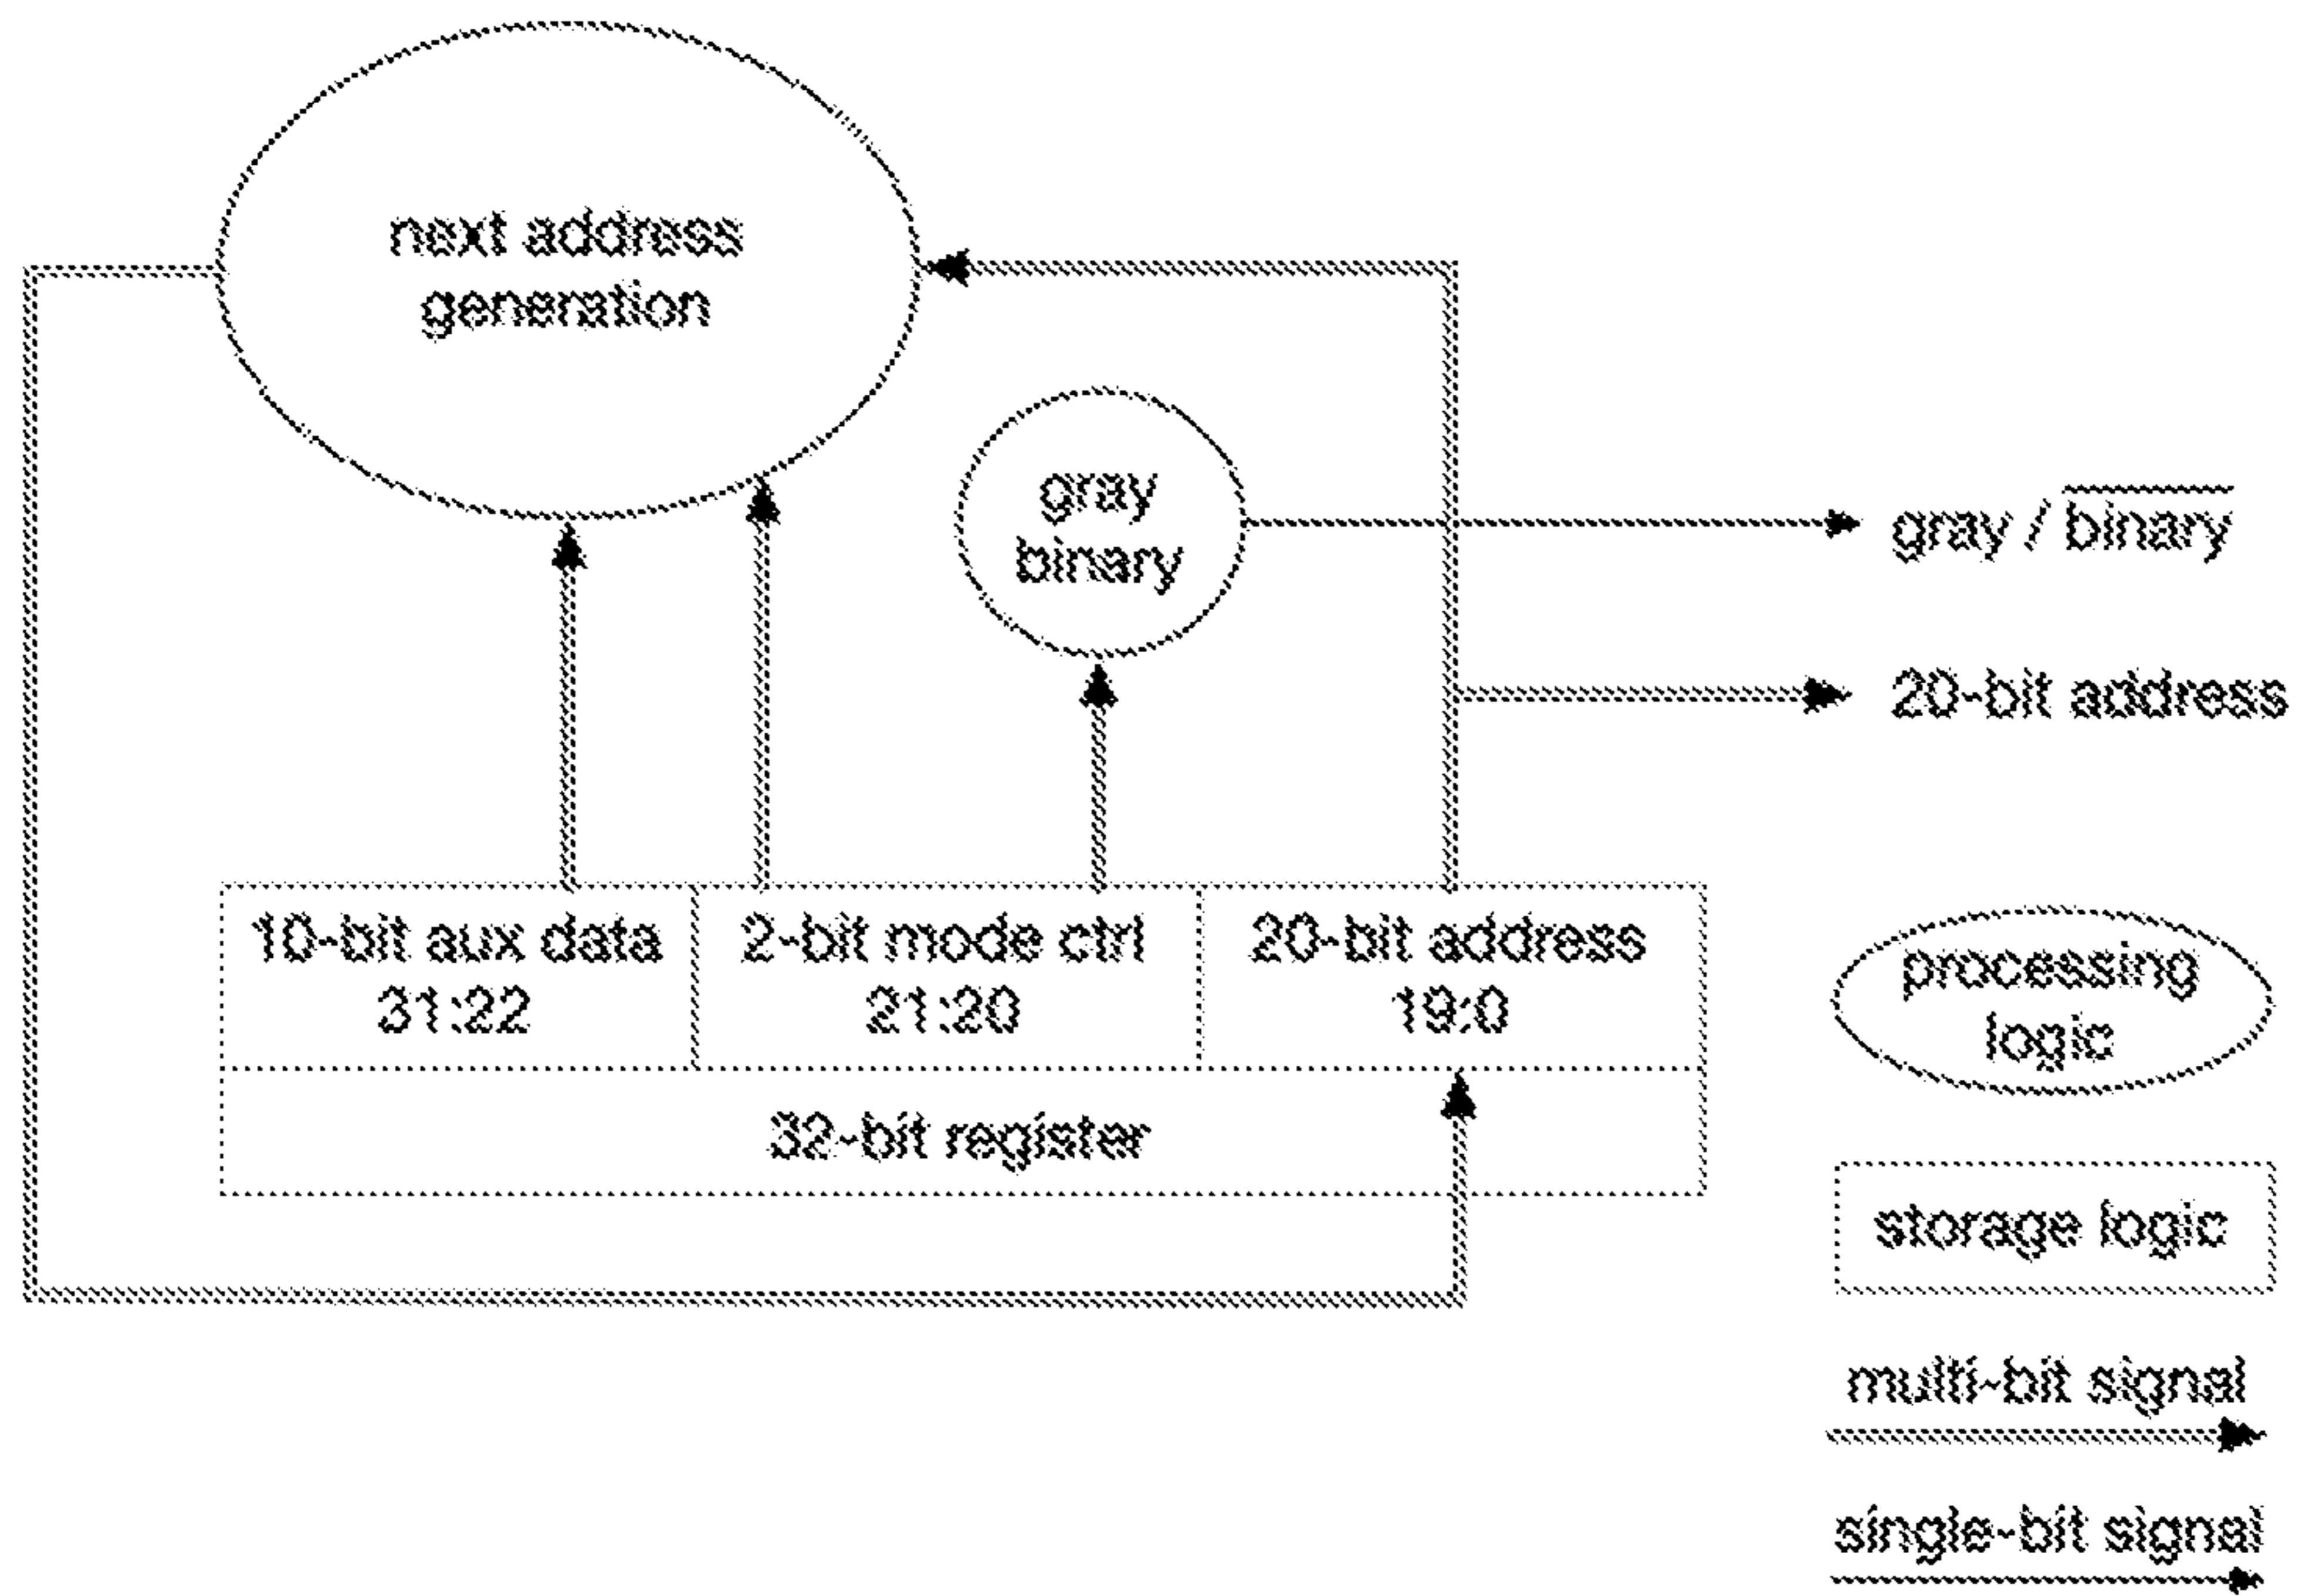 next address
generation
gray
binary
gray / binary
20-bit address
10-bit aux data
31:22
2-bit mode ctrl
21:20
20-bit address
19:0
32-bit register
processing
logic
storage logic
multi-bit signal
single-bit signal